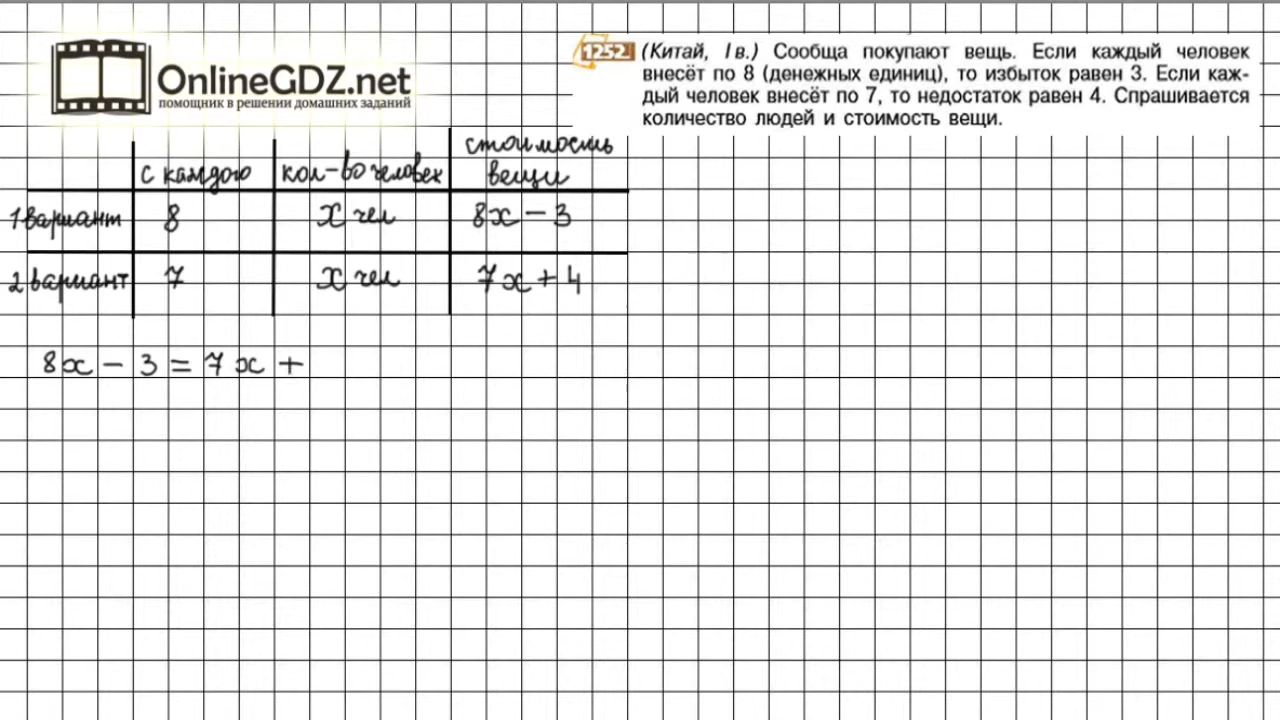 OnlineGDZ.net
помощник в решении домашних заданий
1252. (Китай, I в.) Сообща покупают вещь. Если каждый человек
внесёт по 8 (денежных единиц), то избыток равен 3. Если каж-
дый человек внесёт по 7, то недостаток равен 4. Спрашивается
количество людей и стоимость вещи.
с каждого кол-во человек стоимость вещи
1 вариант 8 x чел 8x - 3
2 вариант 7 x чел 7x + 4
8x - 3 = 7x +